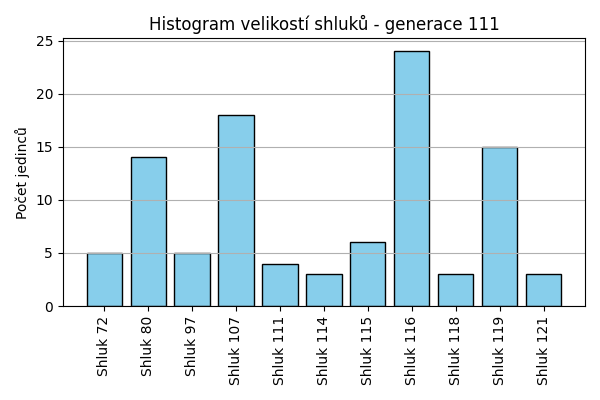 Histogram velikostí shluků - generace 111
Počet jedinců
25
20
15
10
5
0
Shluk 72
Shluk 80
Shluk 97
Shluk 107
Shluk 111
Shluk 114
Shluk 115
Shluk 116
Shluk 118
Shluk 119
Shluk 121